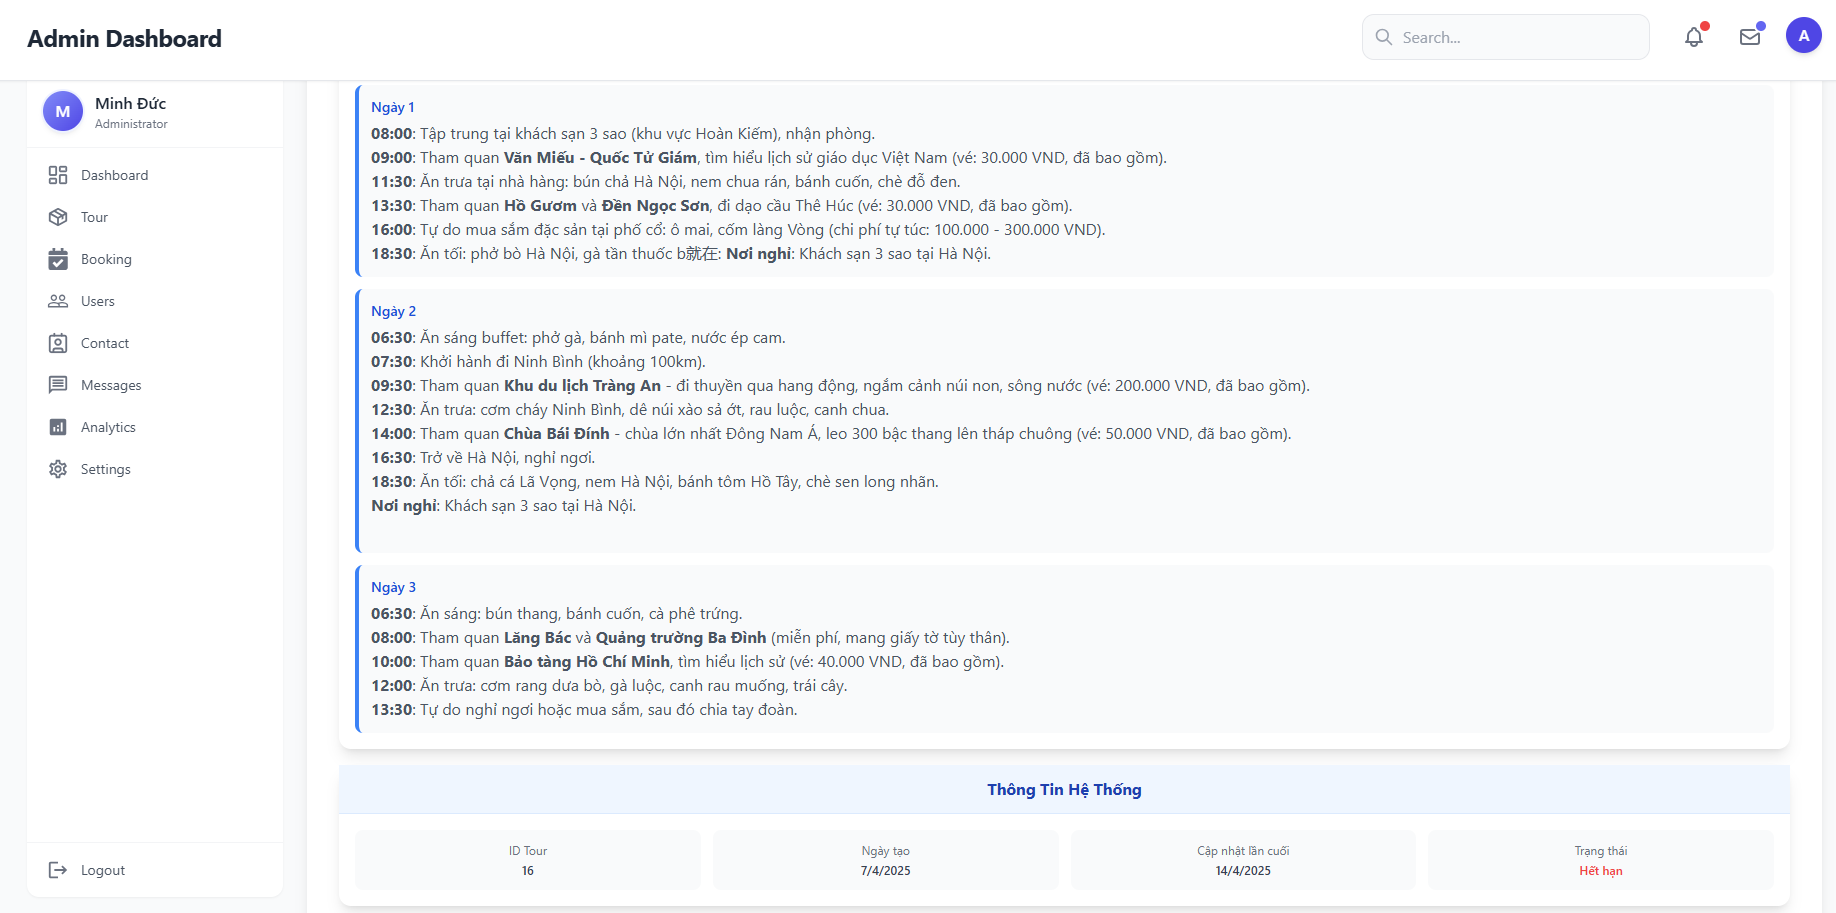 Admin Dashboard
Search...
A
M
Minh Đức
Administrator
Dashboard
Tour
Booking
Users
Contact
Messages
Analytics
Settings
Logout
Ngày 1
08:00: Tập trung tại khách sạn 3 sao (khu vực Hoàn Kiếm), nhận phòng.
09:00: Tham quan Văn Miếu - Quốc Tử Giám, tìm hiểu lịch sử giáo dục Việt Nam (vé: 30.000 VND, đã bao gồm).
11:30: Ăn trưa tại nhà hàng: bún chả Hà Nội, nem chua rán, bánh cuốn, chè đỗ đen.
13:30: Tham quan Hồ Gươm và Đền Ngọc Sơn, đi dạo cầu Thê Húc (vé: 30.000 VND, đã bao gồm).
16:00: Tự do mua sắm đặc sản tại phố cổ: ô mai, cốm làng Vòng (chi phí tự túc: 100.000 - 300.000 VND).
18:30: Ăn tối: phở bò Hà Nội, gà tần thuốc b就在: Nơi nghỉ: Khách sạn 3 sao tại Hà Nội.
Ngày 2
06:30: Ăn sáng buffet: phở gà, bánh mì pate, nước ép cam.
07:30: Khởi hành đi Ninh Bình (khoảng 100km).
09:30: Tham quan Khu du lịch Tràng An - đi thuyền qua hang động, ngắm cảnh núi non, sông nước (vé: 200.000 VND, đã bao gồm).
12:30: Ăn trưa: cơm cháy Ninh Bình, dê núi xào sả ớt, rau luộc, canh chua.
14:00: Tham quan Chùa Bái Đính - chùa lớn nhất Đông Nam Á, leo 300 bậc thang lên tháp chuông (vé: 50.000 VND, đã bao gồm).
16:30: Trở về Hà Nội, nghỉ ngơi.
18:30: Ăn tối: chả cá Lã Vọng, nem Hà Nội, bánh tôm Hồ Tây, chè sen long nhãn.
Nơi nghỉ: Khách sạn 3 sao tại Hà Nội.
Ngày 3
06:30: Ăn sáng: bún thang, bánh cuốn, cà phê trứng.
08:00: Tham quan Lăng Bác và Quảng trường Ba Đình (miễn phí, mang giấy tờ tùy thân).
10:00: Tham quan Bảo tàng Hồ Chí Minh, tìm hiểu lịch sử (vé: 40.000 VND, đã bao gồm).
12:00: Ăn trưa: cơm rang dưa bò, gà luộc, canh rau muống, trái cây.
13:30: Tự do nghỉ ngơi hoặc mua sắm, sau đó chia tay đoàn.
Thông Tin Hệ Thống
ID Tour
16
Ngày tạo
7/4/2025
Cập nhật lần cuối
14/4/2025
Trạng thái
Hết hạn